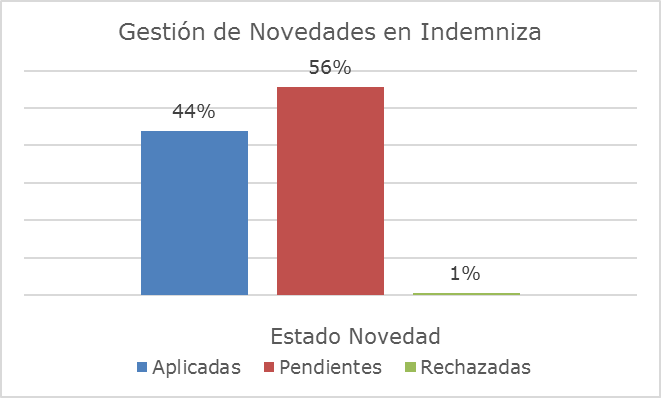 Gestión de Novedades en Indemniza
56%
44%
1%
Estado Novedad
Aplicadas Pendientes Rechazadas